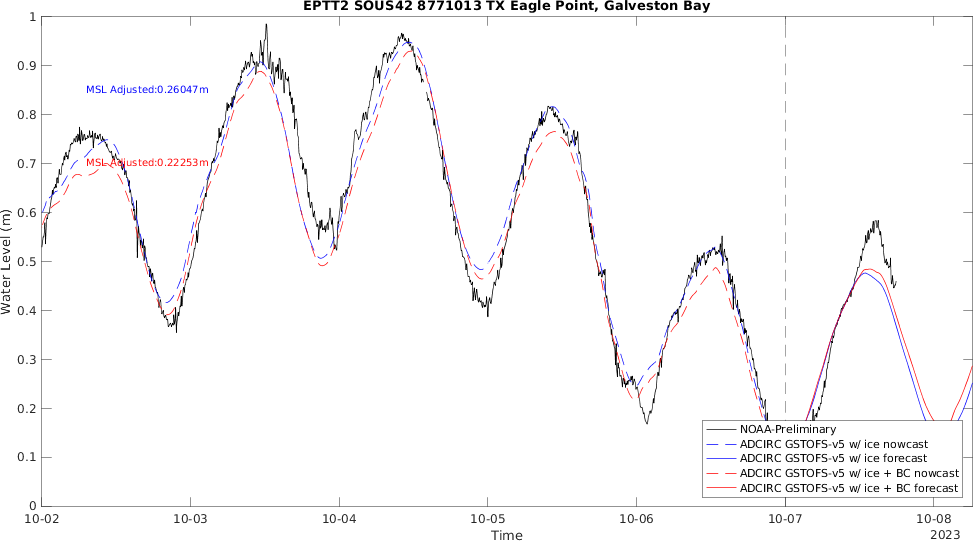 EPTT2 SOUS42 8771013 TX Eagle Point, Galveston Bay
1
0.9
0.8
0.7
0.6
0.5
0.4
0.3
0.2
0.1
0
Water Level (m)
MSL Adjusted:0.26047m
MSL Adjusted:0.22253m
NOAA-Preliminary
ADCIRC GSTOFS-v5 w/ ice nowcast
ADCIRC GSTOFS-v5 w/ ice forecast
ADCIRC GSTOFS-v5 w/ ice + BC nowcast
ADCIRC GSTOFS-v5 w/ ice + BC forecast
10-02 10-03 10-04 10-05 10-06 10-07 10-08
Time
2023